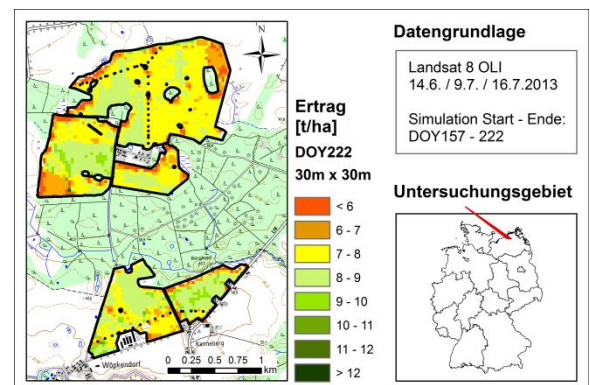 N
Ertrag
[t/ha]
DOY222
30m x 30m
< 6
6 - 7
7 - 8
8 - 9
9 - 10
10 - 11
11 - 12
> 12
Wöpkendorf
Kanneberg
0 0.25 0.5 0.75 1
km
Datengrundlage
Landsat 8 OLI
14.6. / 9.7. / 16.7.2013
Simulation Start - Ende:
DOY157 - 222
Untersuchungsgebiet